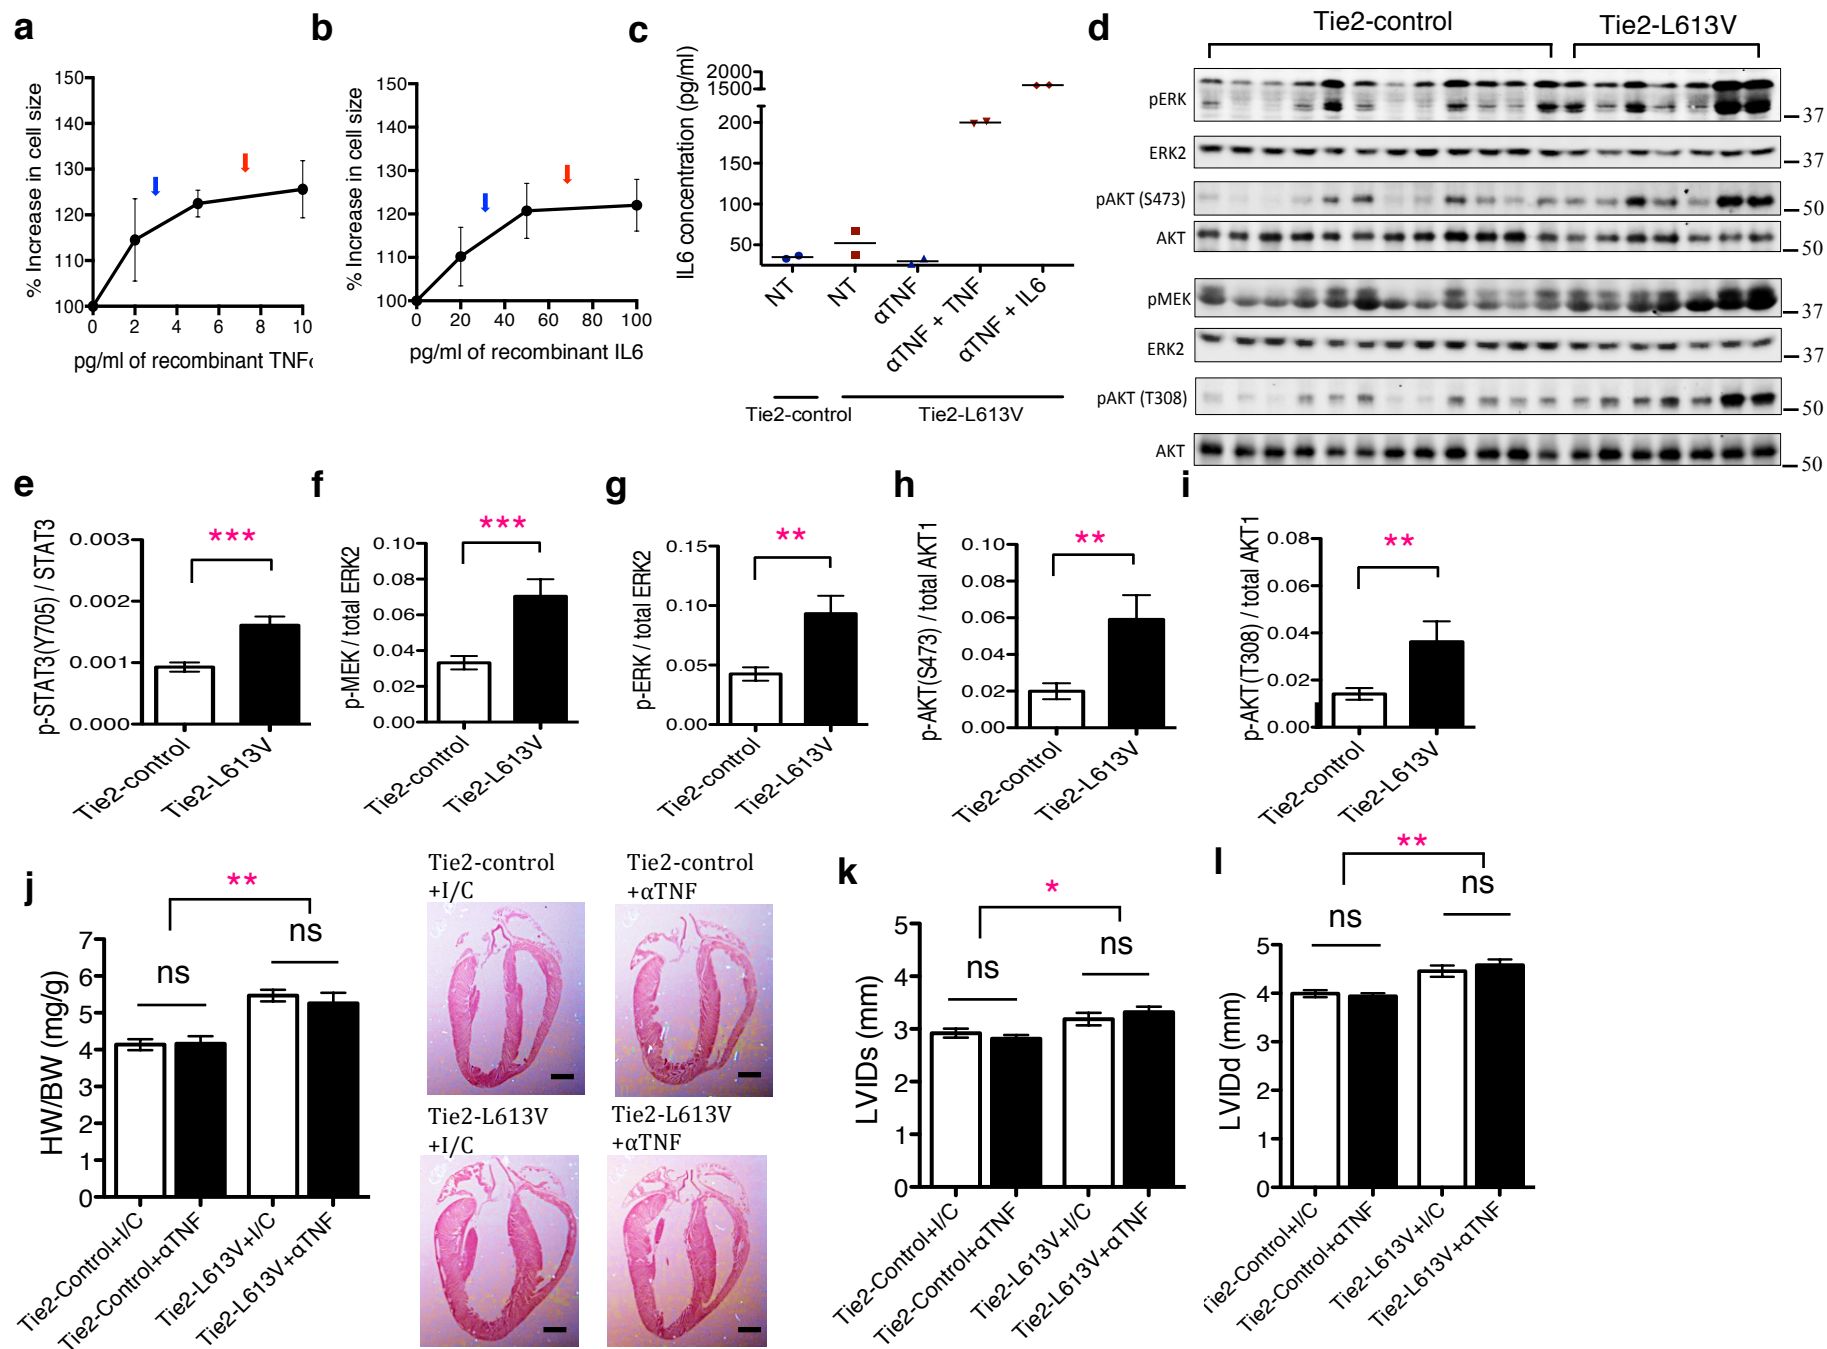 a
% Increase in cell size
150
140
130
120
110
100
0 2 4 6 8 10
pg/ml of recombinant TNFα
b
% Increase in cell size
150
140
130
120
110
100
0 20 40 60 80 100
pg/ml of recombinant IL6
c
IL6 concentration (pg/ml)
2000
1500
200
150
100
50
NT
NT
αTNF
αTNF + TNF
αTNF + IL6
Tie2-control
Tie2-L613V
d
Tie2-control
Tie2-L613V
pERK
37
ERK2
37
pAKT (S473)
50
AKT
50
pMEK
37
ERK2
37
pAKT (T308)
50
AKT
50
e
p-STAT3(Y705) / STAT3
0.003
0.002
0.001
0.000
***
Tie2-control
Tie2-L613V
f
p-MEK / total ERK2
0.10
0.08
0.06
0.04
0.02
0.00
***
Tie2-control
Tie2-L613V
g
p-ERK / total ERK2
0.15
0.10
0.05
0.00
**
Tie2-control
Tie2-L613V
h
p-AKT(S473) / total AKT1
0.10
0.08
0.06
0.04
0.02
0.00
**
Tie2-control
Tie2-L613V
i
p-AKT(T308) / total AKT1
0.08
0.06
0.04
0.02
0.00
**
Tie2-control
Tie2-L613V
j
HW/BW (mg/g)
7
6
5
4
3
2
1
0
**
ns
ns
Tie2-Control+I/C
Tie2-Control+αTNF
Tie2-L613V+I/C
Tie2-L613V+αTNF
Tie2-control
+I/C
Tie2-control
+αTNF
Tie2-L613V
+I/C
Tie2-L613V
+αTNF
k
LVIDs (mm)
5
4
3
2
1
0
*
ns
ns
Tie2-Control+I/C
Tie2-Control+αTNF
Tie2-L613V+I/C
Tie2-L613V+αTNF
l
LVIDd (mm)
5
4
3
2
1
0
**
ns
ns
Tie2-Control+I/C
Tie2-Control+αTNF
Tie2-L613V+I/C
Tie2-L613V+αTNF